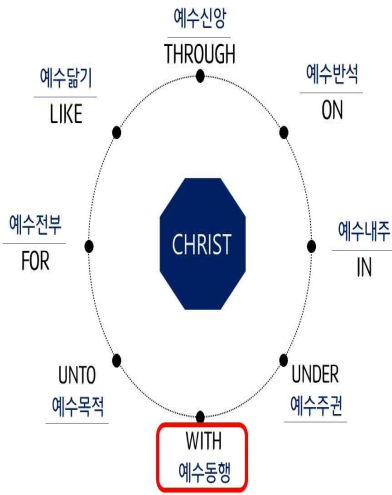 예수신앙
THROUGH
예수반석
ON
예수내주
IN
UNDER
예수주권
WITH
예수동행
UNTO
예수목적
예수전부
FOR
예수닮기
LIKE
CHRIST